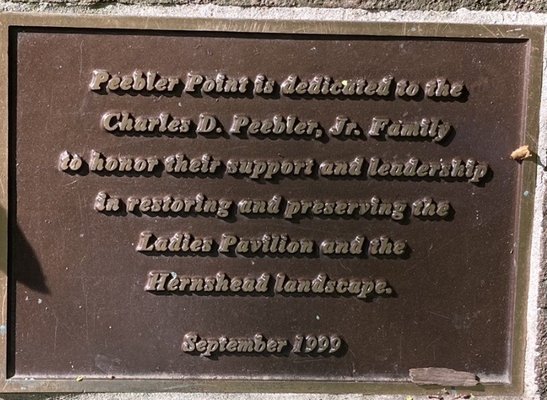 Peebler Point is dedicated to the
Charles D. Peebler, Jr. Family
to honor their support and leadership
in restoring and preserving the
Ladies Pavilion and the
Hernshead landscape.
September 1999